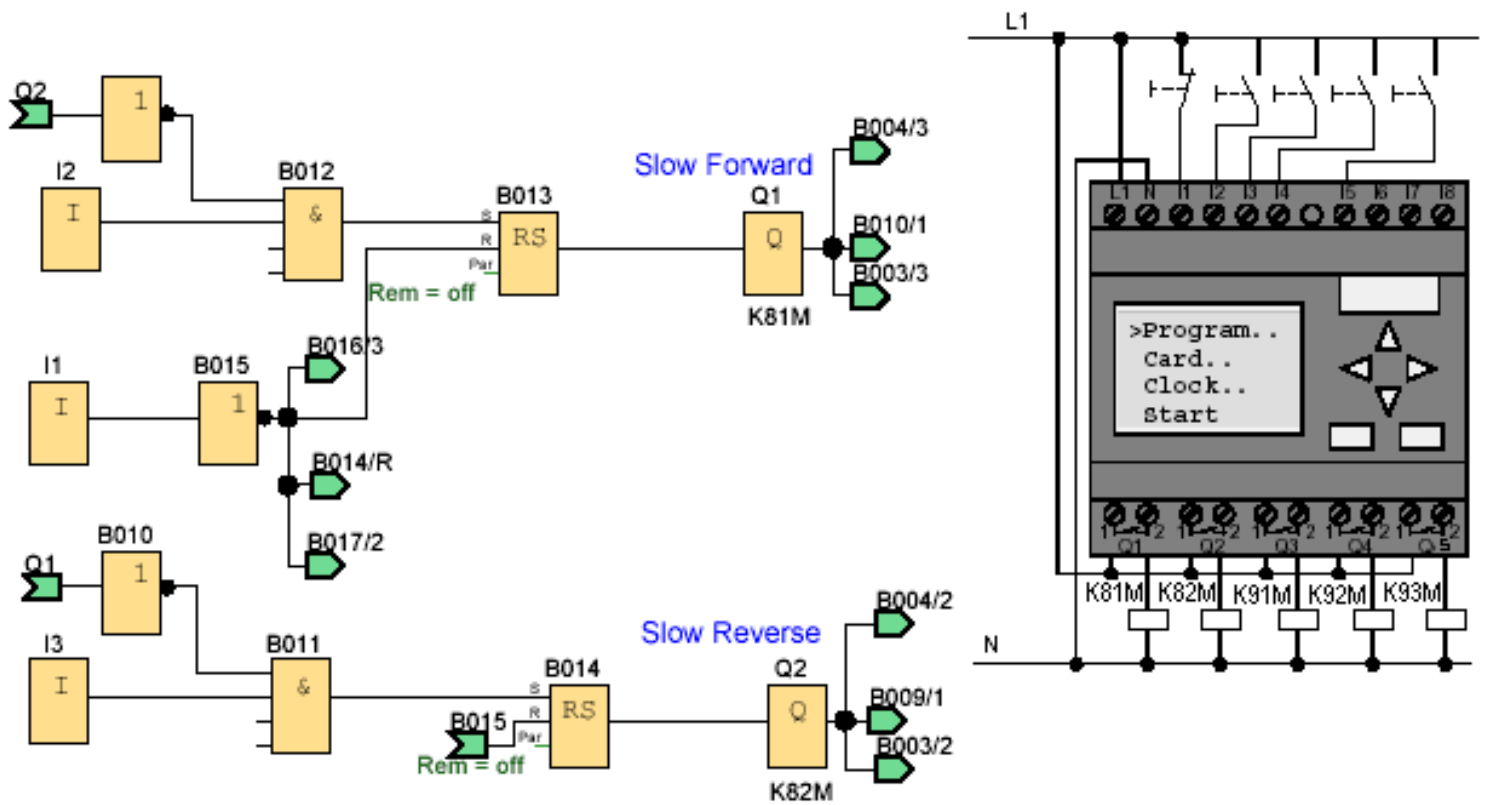 Q2
1
I2
I
B012
&
B013
S
R
Par
RS
Rem = off
Slow Forward
Q1
Q
K81M
B004/3
B010/1
B003/3
I1
I
B015
1
B016/3
B014/R
B017/2
Q1
B010
1
I3
I
B011
&
B015
B014
S
R
Par
RS
Rem = off
Slow Reverse
Q2
Q
K82M
B004/2
B009/1
B003/2
L1
L1 N I1 I2 I3 I4 I5 I6 I7 I8
>Program..
Card..
Clock..
Start
1 2 1 2 1 2 1 2 1 2
Q1 Q2 Q3 Q4 Q5
K81M K82M K91M K92M K93M
N